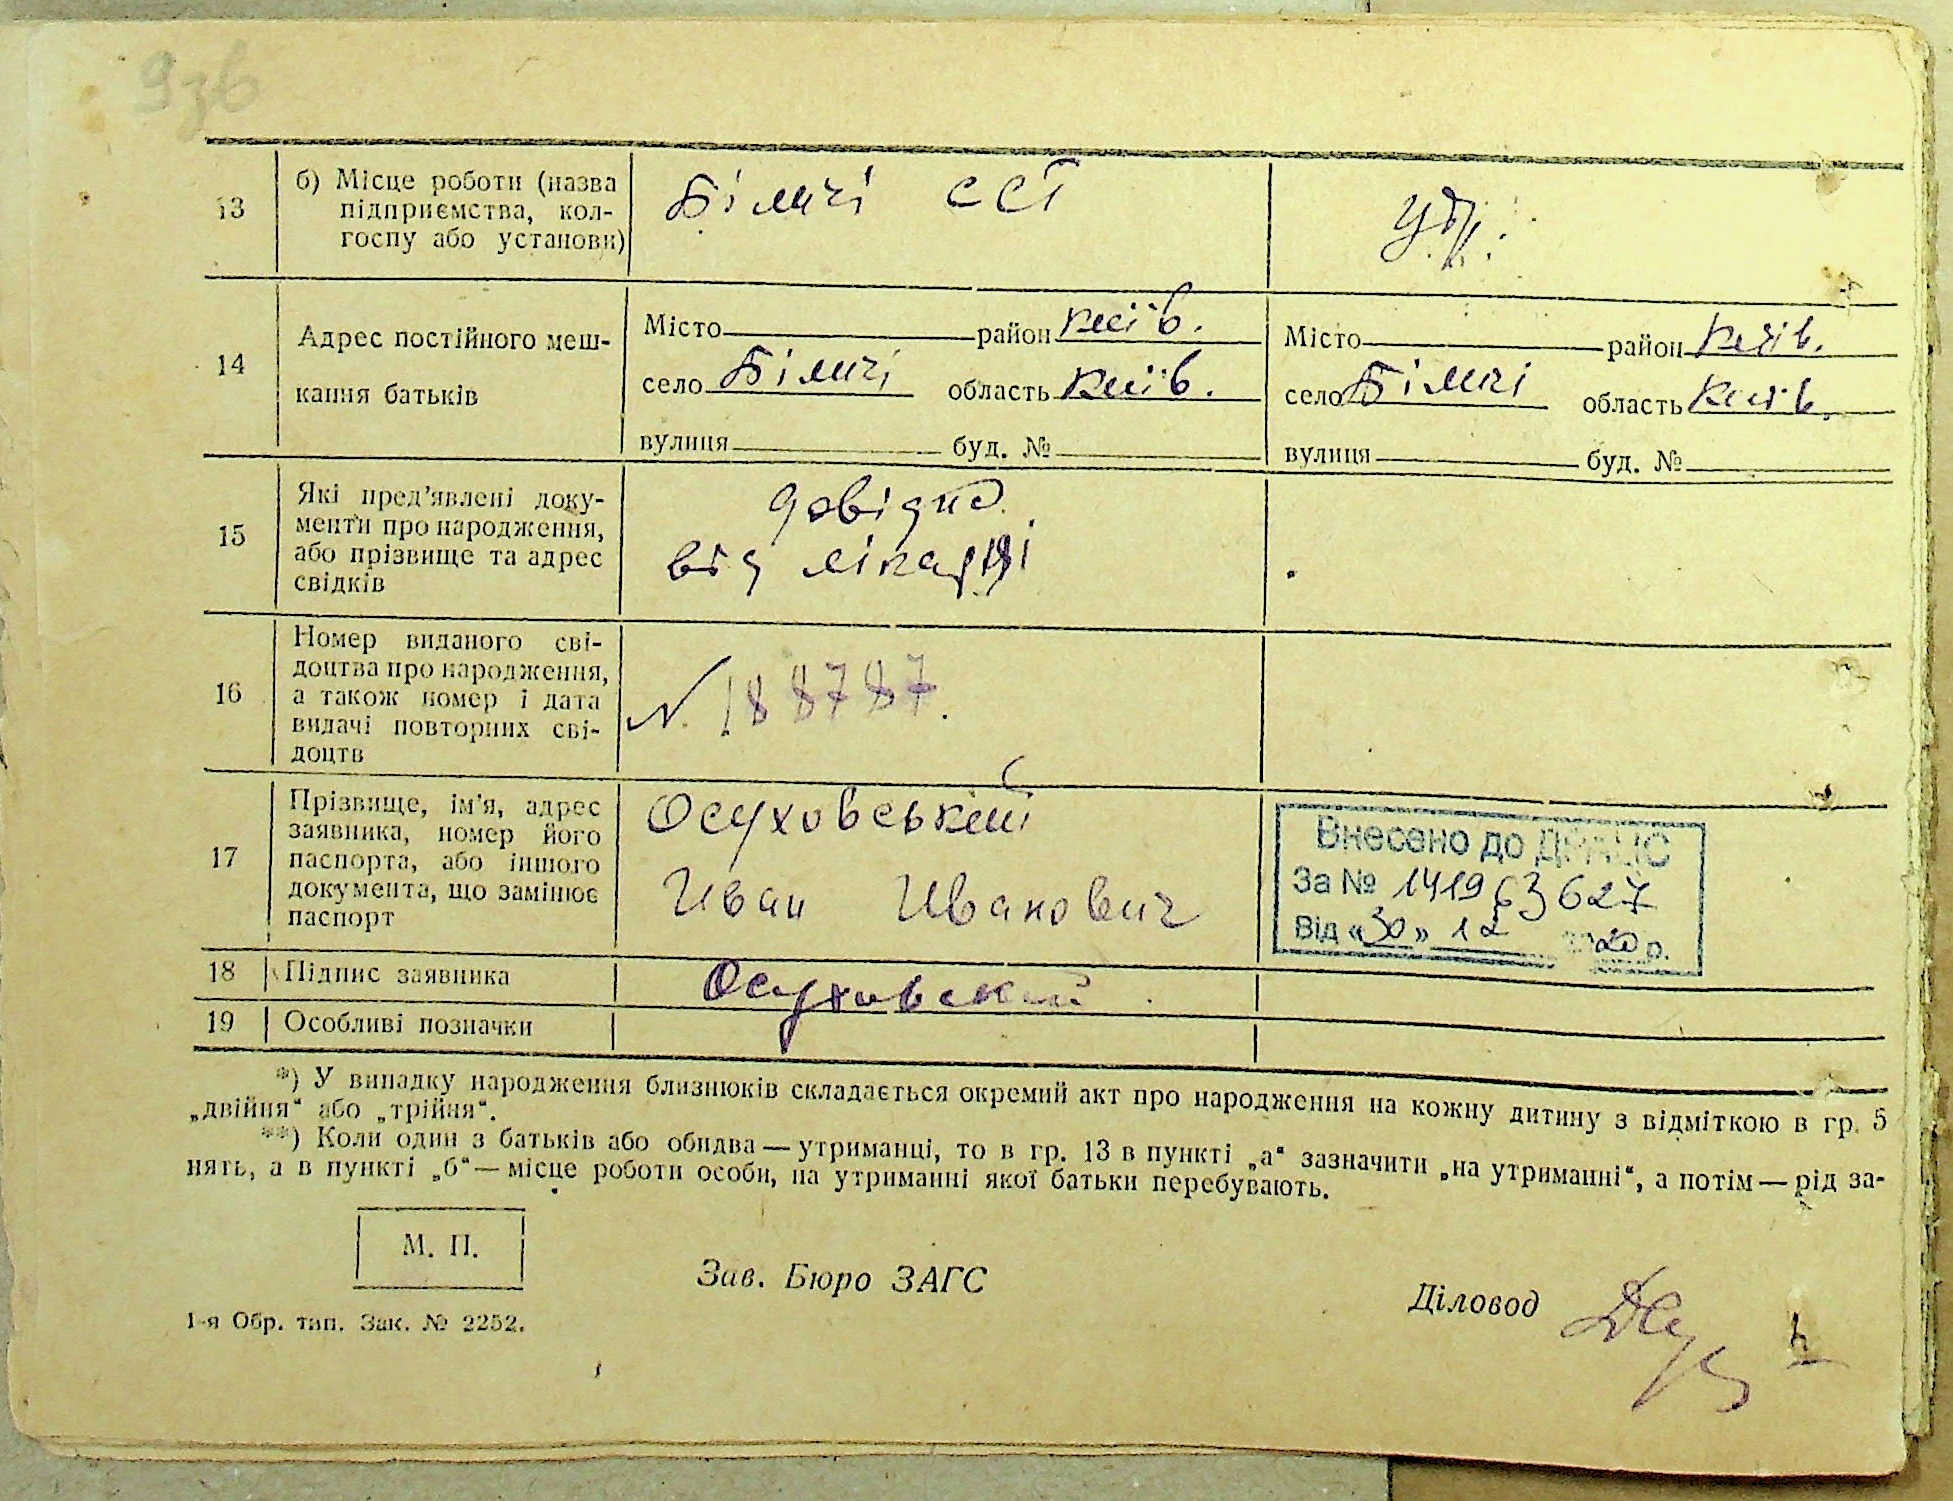 9зв
13
б) Місце роботи (назва
підприємства, кол-
госпу або установи)
Біличі ССТ
утр.
14
Адрес постійного меш-
кання батьків
Місто район Київ.
село Біличі область Київ.
вулиця буд. №
Місто район Київ.
село Біличі область Київ.
вулиця буд. №
15
Які пред'явлені доку-
менти про народження,
або прізвище та адрес
свідків
довідка
від лікарні
16
Номер виданого сві-
доцтва про народження,
а також номер і дата
видачі повторних сві-
доцтв
N. 188787.
17
Прізвище, ім'я, адрес
заявника, номер його
паспорта, або іншого
документа, що замінює
паспорт
Осуховський
Иван Иванович
Внесено до ДРАЦС
За № 141963627
Від «30» 12 2020 р.
18
Підпис заявника
Осуховский
19
Особливі позначки
*) У випадку народження близнюків складається окремий акт про народження на кожну дитину з відміткою в гр. 5
„двійня“ або „трійня“.
**) Коли один з батьків або обидва—утриманці, то в гр. 13 в пункті „а“ зазначити „на утриманні“, а потім—рід за-
нять, а в пункті „б“—місце роботи особи, на утриманні якої батьки перебувають.
М. П.
Зав. Бюро ЗАГС
Діловод
1-я Обр. тип. Зак. № 2252.